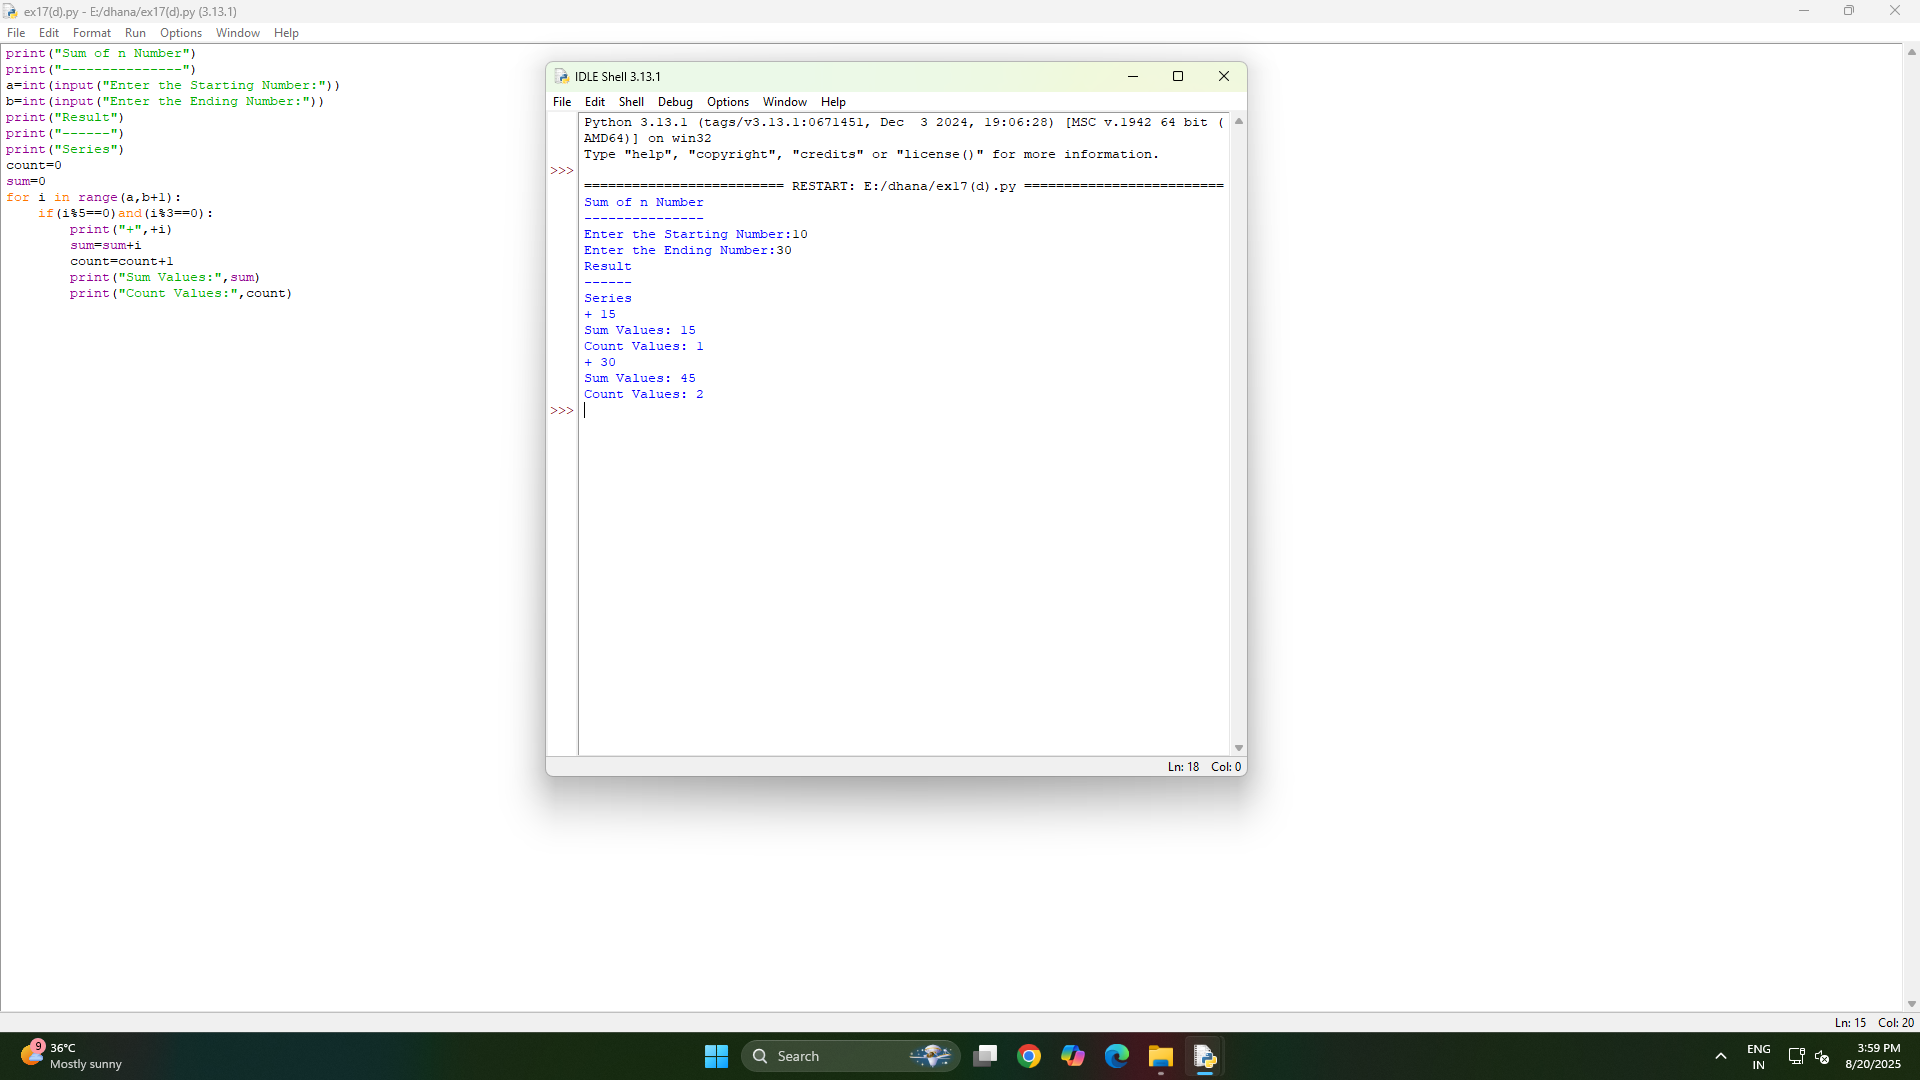 ex17(d).py - E:/dhana/ex17(d).py (3.13.1)
File Edit Format Run Options Window Help
print("Sum of n Number")
print("---------------")
a=int(input("Enter the Starting Number:"))
b=int(input("Enter the Ending Number:"))
print("Result")
print("------")
print("Series")
count=0
sum=0
for i in range(a,b+1):
    if(i%5==0)and(i%3==0):
        print("+",+i)
        sum=sum+i
        count=count+1
        print("Sum Values:",sum)
        print("Count Values:",count)
IDLE Shell 3.13.1
File Edit Shell Debug Options Window Help
Python 3.13.1 (tags/v3.13.1:0671451, Dec  3 2024, 19:06:28) [MSC v.1942 64 bit (
AMD64)] on win32
Type "help", "copyright", "credits" or "license()" for more information.
>>>
========================= RESTART: E:/dhana/ex17(d).py =========================
Sum of n Number
---------------
Enter the Starting Number:10
Enter the Ending Number:30
Result
------
Series
+ 15
Sum Values: 15
Count Values: 1
+ 30
Sum Values: 45
Count Values: 2
>>>
Ln: 18 Col: 0
Ln: 15 Col: 20
9
36°C
Mostly sunny
Search
ENG
IN
3:59 PM
8/20/2025